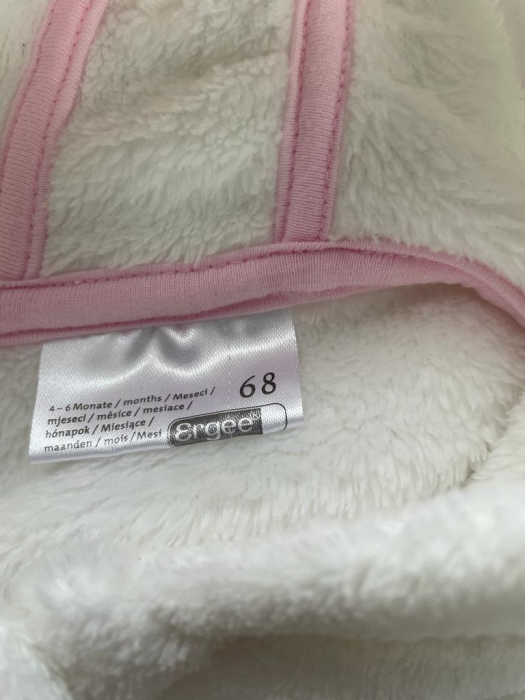 68
4-6 Monate / months / Meseci /
mjeseci / měsíce / mesiace /
hónapok / Miesiące /
maanden / mois / Mesi
ergee®